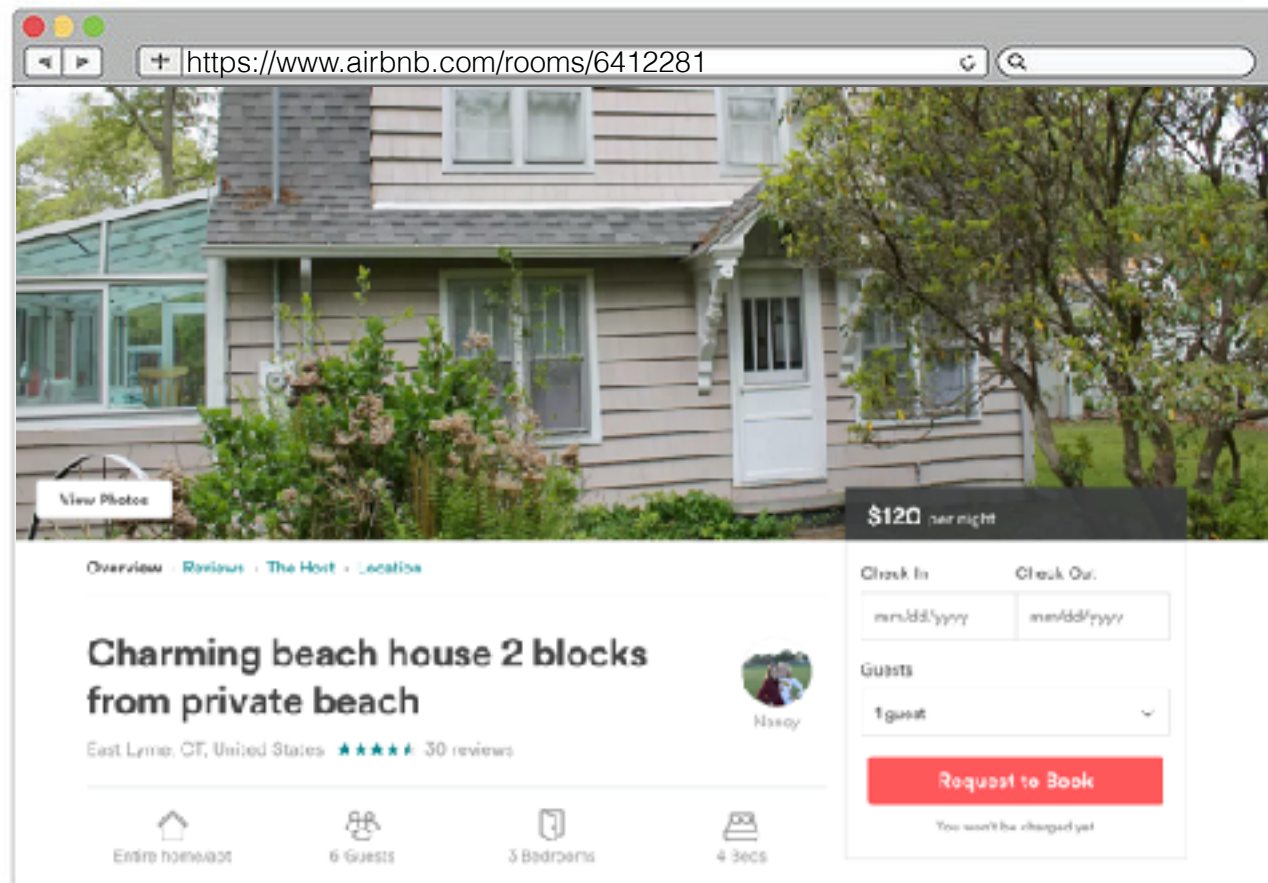 https://www.airbnb.com/rooms/6412281
View Photos
$120 per night
Overview · Reviews · The Host · Location
Check In Check Out
mm/dd/yyyy mm/dd/yyyy
Charming beach house 2 blocks
from private beach
Nancy
Guests
1 guest
East Lyme, CT, United States 30 reviews
Request to Book
You won't be charged yet
Entire home/apt 6 Guests 3 Bedrooms 4 Beds